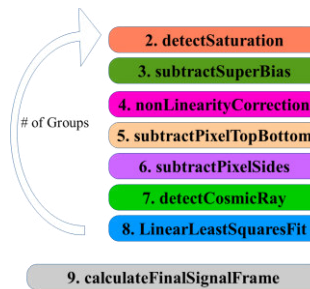 2. detectSaturation
3. subtractSuperBias
4. nonLinearityCorrection
# of Groups
5. subtractPixelTopBottom
6. subtractPixelSides
7. detectCosmicRay
8. LinearLeastSquaresFit
9. calculateFinalSignalFrame